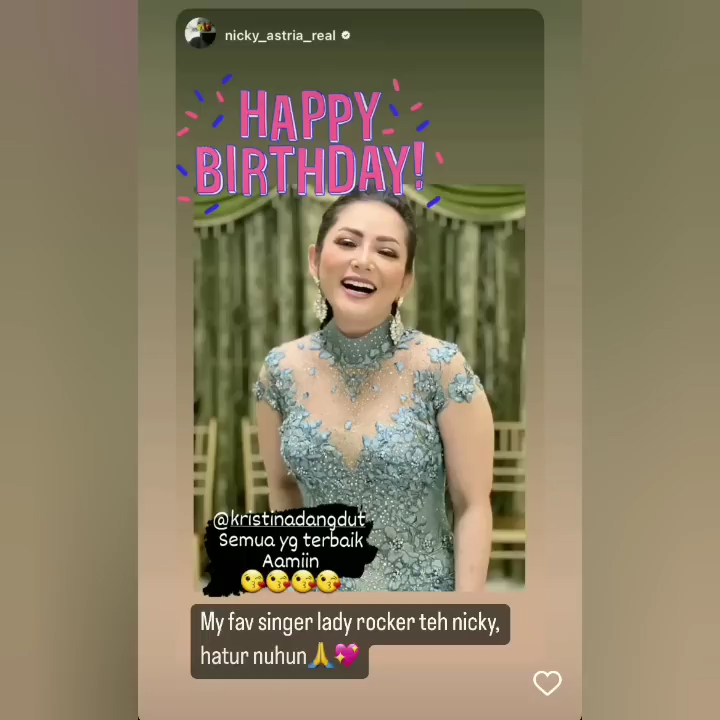 nicky_astria_real
HAPPY
BIRTHDAY!
@kristinadangdut
Semua yg terbaik
Aamiin
😘😘😘😘
My fav singer lady rocker teh nicky,
hatur nuhun🙏💖